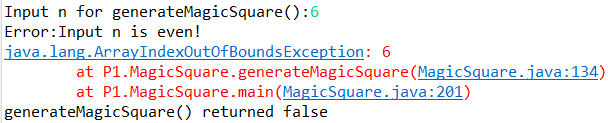 Input n for generateMagicSquare():6
Error:Input n is even!
java.lang.ArrayIndexOutOfBoundsException: 6
at P1.MagicSquare.generateMagicSquare(MagicSquare.java:134)
at P1.MagicSquare.main(MagicSquare.java:201)
generateMagicSquare() returned false